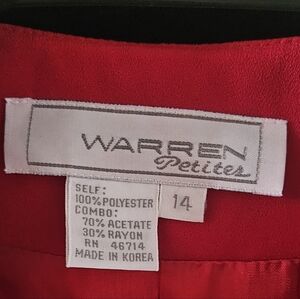 WARREN
Petites
SELF:
100% POLYESTER
COMBO:
70% ACETATE
30% RAYON
RN 46714
MADE IN KOREA
14